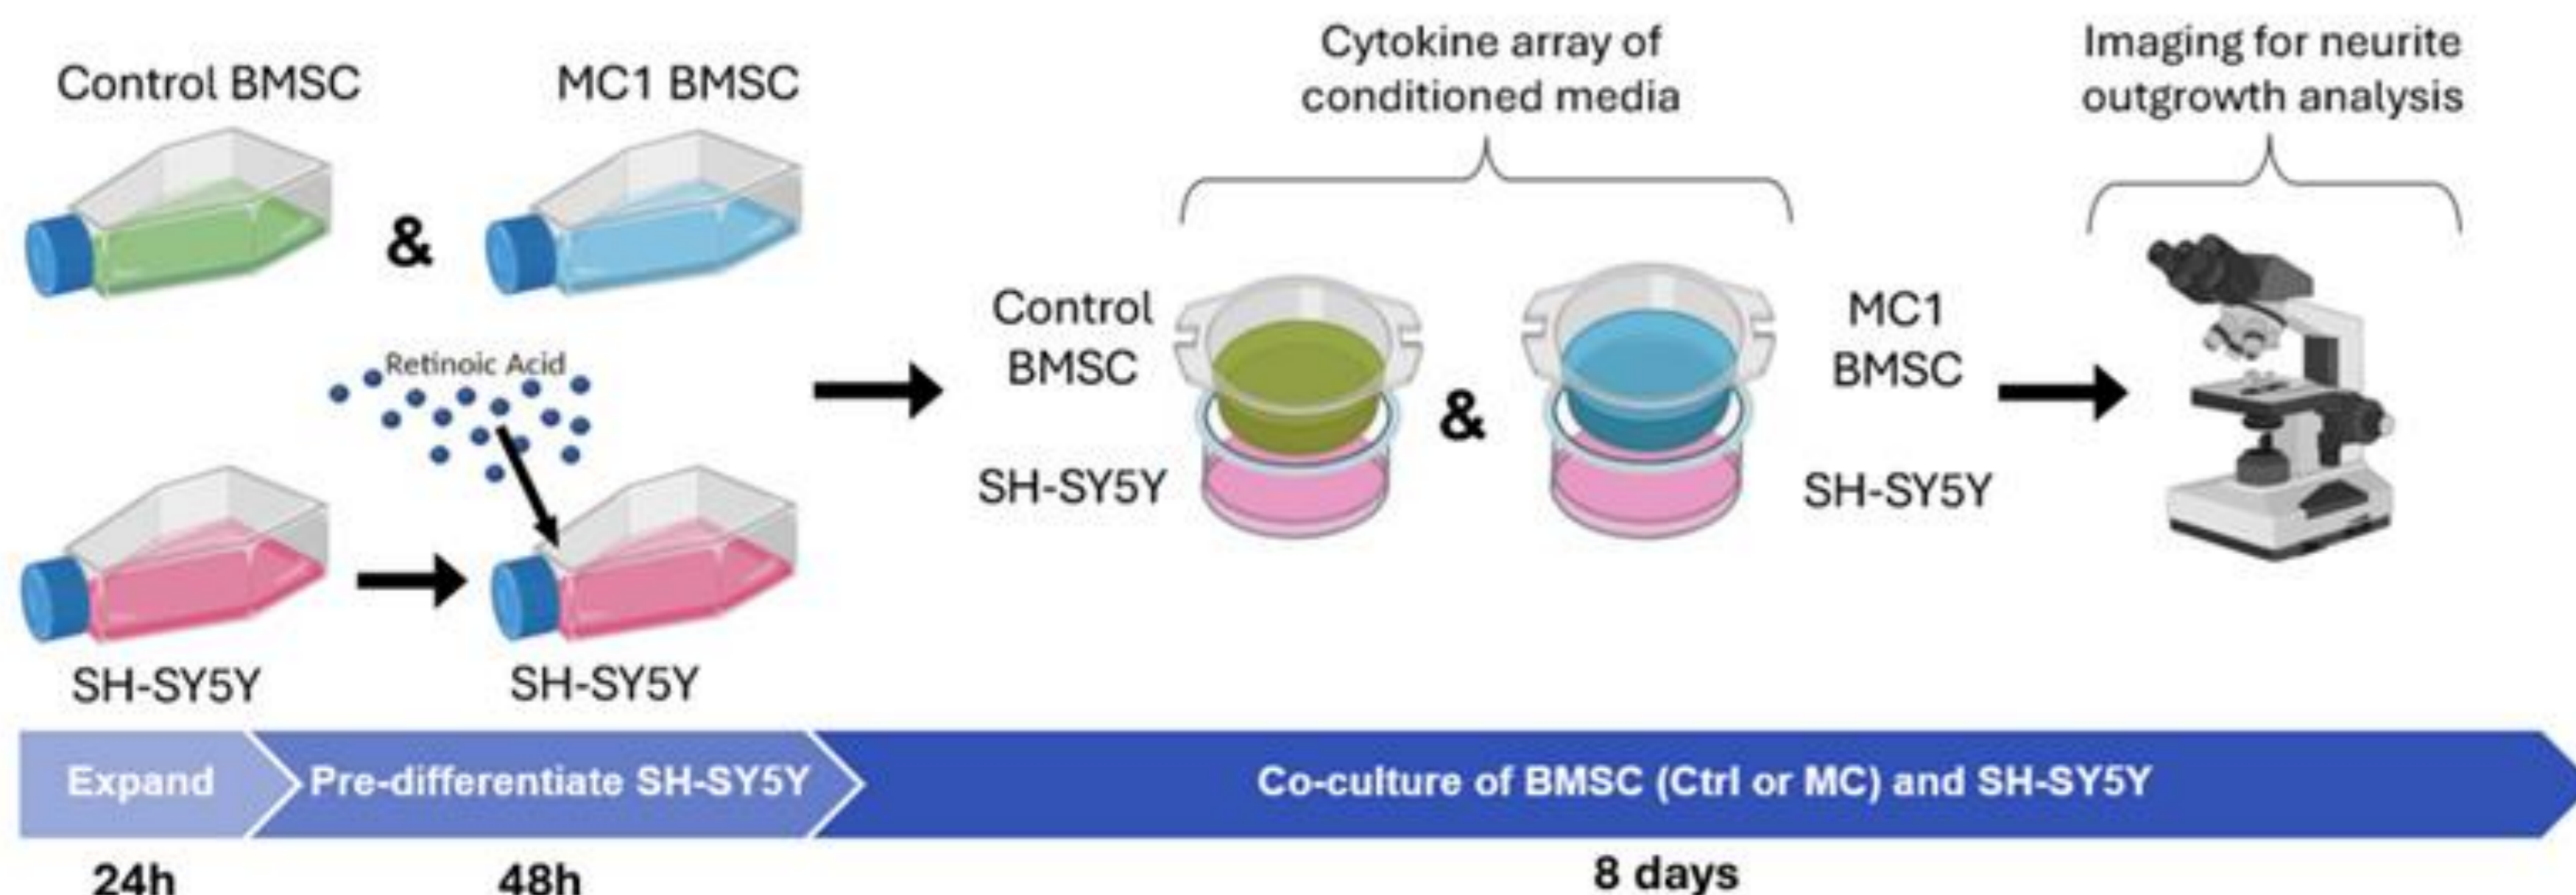 Control BMSC
MC1 BMSC
&
Retinoic Acid
SH-SY5Y
SH-SY5Y
Cytokine array of
conditioned media
Control
BMSC
SH-SY5Y
&
MC1
BMSC
SH-SY5Y
Imaging for neurite
outgrowth analysis
Expand
Pre-differentiate SH-SY5Y
Co-culture of BMSC (Ctrl or MC) and SH-SY5Y
24h
48h
8 days